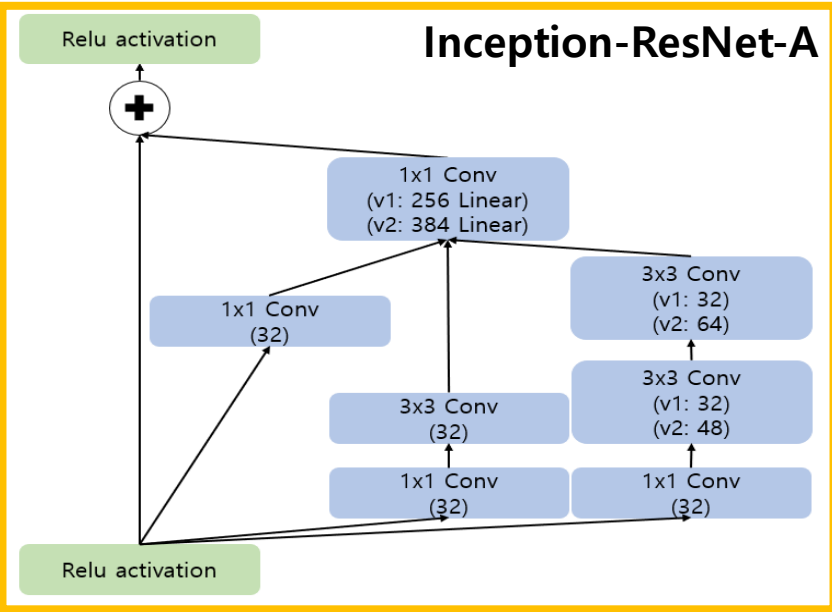 Relu activation
Inception-ResNet-A
1x1 Conv
(v1: 256 Linear)
(v2: 384 Linear)
3x3 Conv
(v1: 32)
(v2: 64)
1x1 Conv
(32)
3x3 Conv
(v1: 32)
(v2: 48)
3x3 Conv
(32)
1x1 Conv
(32)
1x1 Conv
(32)
Relu activation